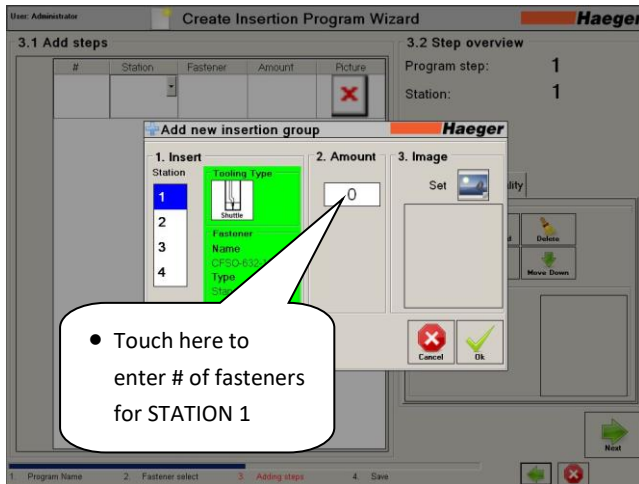 User: Administrator
Create Insertion Program Wizard
Haeger
3.1 Add steps
# Station Fastener Amount Picture
3.2 Step overview
Program step: 1
Station: 1
Add new insertion group
Haeger
1. Insert
Station
1
2
3
4
Tooling Type
Shuttle
Fastener
Name
CFSO-632-
Type
2. Amount
0
3. Image
Set
Cancel
Ok
ality
Delete
Move Down
• Touch here to
enter # of fasteners
for STATION 1
Next
1. Program Name 2. Fastener select 3. Adding steps 4. Save